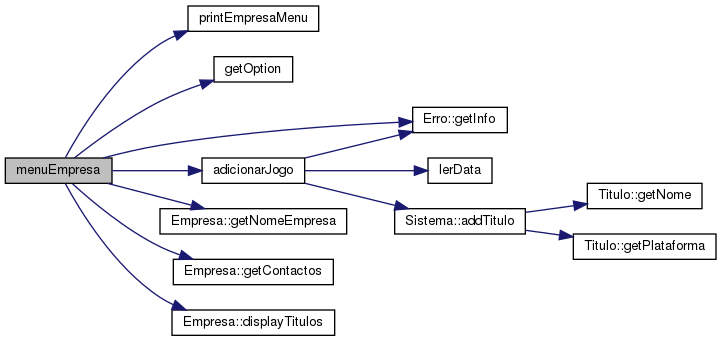 printEmpresaMenu
getOption
Erro::getInfo
menuEmpresa
adicionarJogo
lerData
Titulo::getNome
Empresa::getNomeEmpresa
Sistema::addTitulo
Titulo::getPlataforma
Empresa::getContactos
Empresa::displayTitulos